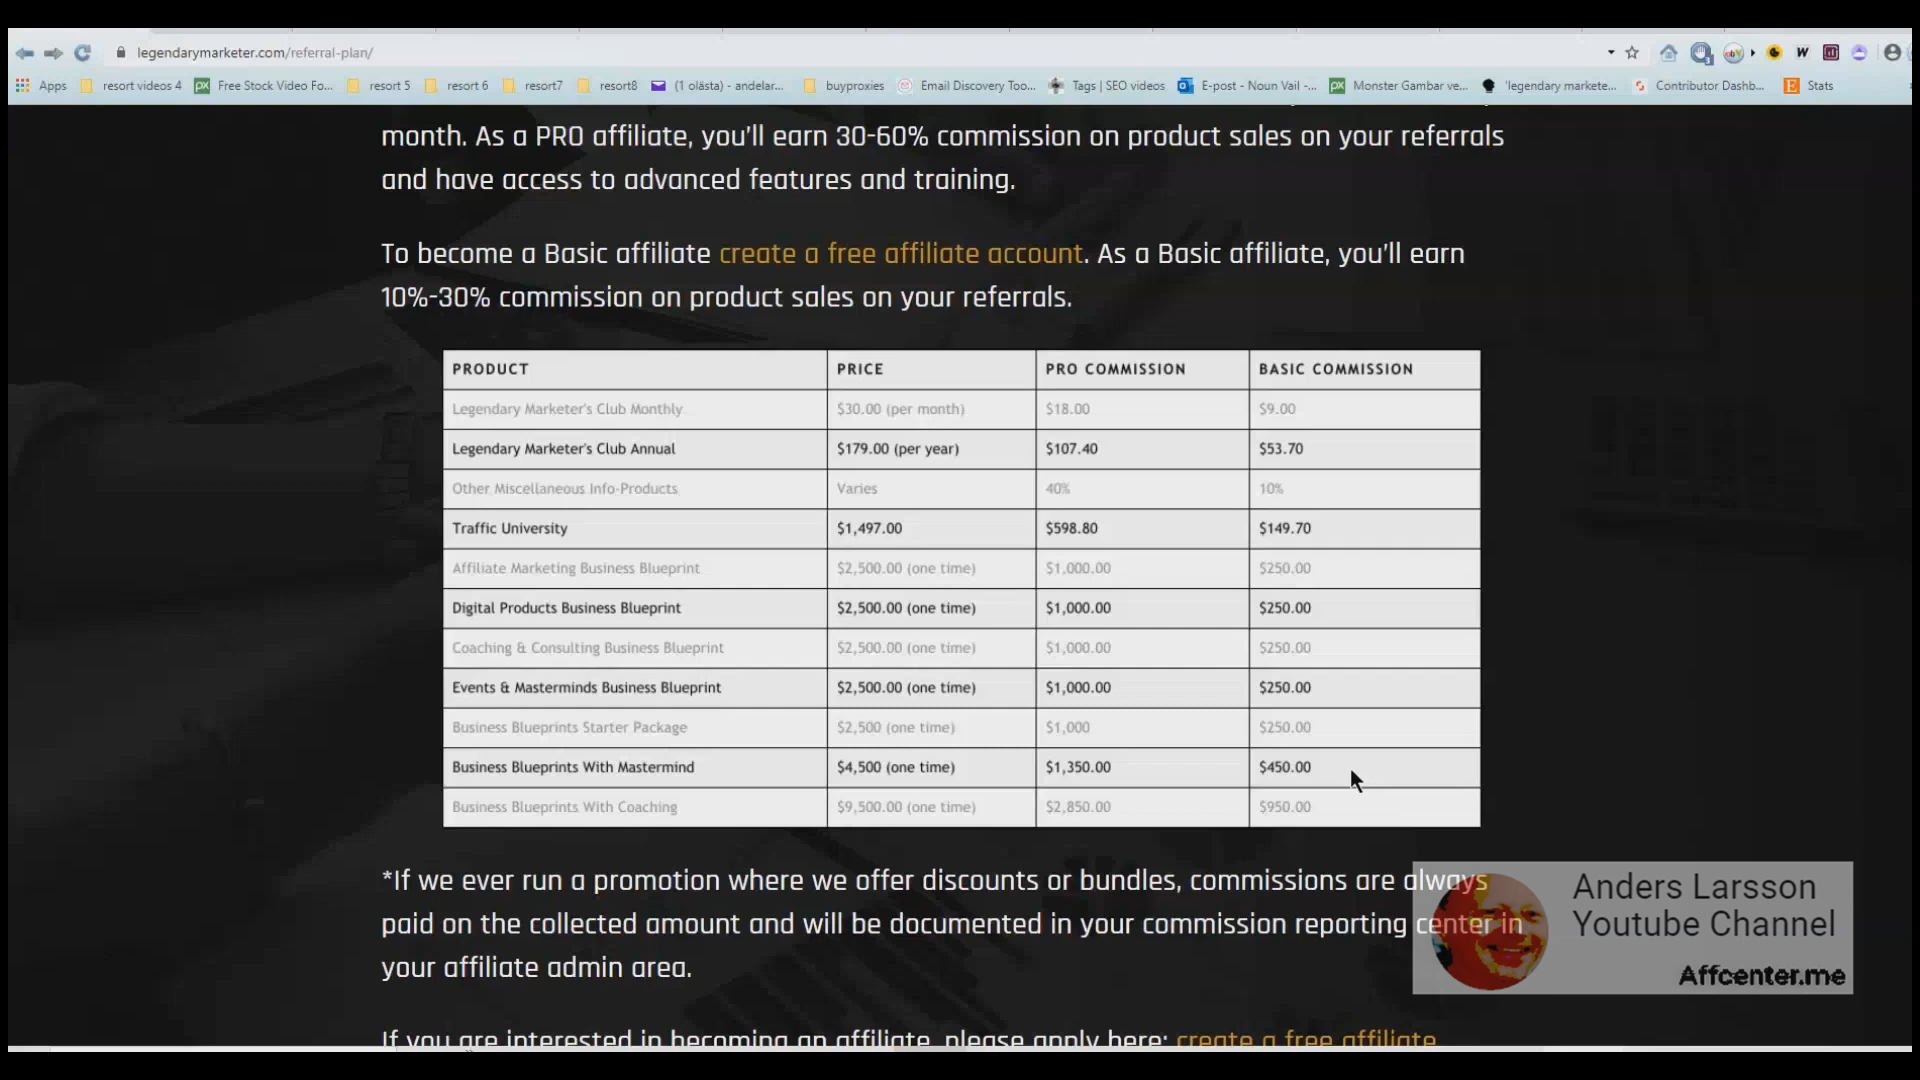 legendarymarketer.com/referral-plan/
Apps resort videos 4 Free Stock Video Fo... resort 5 resort 6 resort7 resort8 (1 olästa) - andelar... buyproxies Email Discovery Too... Tags | SEO videos E-post - Noun Vail -... Monster Gambar ve... 'legendary markete... Contributor Dashb... Stats
month. As a PRO affiliate, you'll earn 30-60% commission on product sales on your referrals
and have access to advanced features and training.
To become a Basic affiliate create a free affiliate account. As a Basic affiliate, you'll earn
10%-30% commission on product sales on your referrals.
PRODUCT PRICE PRO COMMISSION BASIC COMMISSION
Legendary Marketer's Club Monthly $30.00 (per month) $18.00 $9.00
Legendary Marketer's Club Annual $179.00 (per year) $107.40 $53.70
Other Miscellaneous Info-Products Varies 40% 10%
Traffic University $1,497.00 $598.80 $149.70
Affiliate Marketing Business Blueprint $2,500.00 (one time) $1,000.00 $250.00
Digital Products Business Blueprint $2,500.00 (one time) $1,000.00 $250.00
Coaching & Consulting Business Blueprint $2,500.00 (one time) $1,000.00 $250.00
Events & Masterminds Business Blueprint $2,500.00 (one time) $1,000.00 $250.00
Business Blueprints Starter Package $2,500 (one time) $1,000 $250.00
Business Blueprints With Mastermind $4,500 (one time) $1,350.00 $450.00
Business Blueprints With Coaching $9,500.00 (one time) $2,850.00 $950.00
*If we ever run a promotion where we offer discounts or bundles, commissions are always
paid on the collected amount and will be documented in your commission reporting center in
your affiliate admin area.
Anders Larsson
Youtube Channel
Affcenter.me
If you are interested in becoming an affiliate, please apply here: create a free affiliate